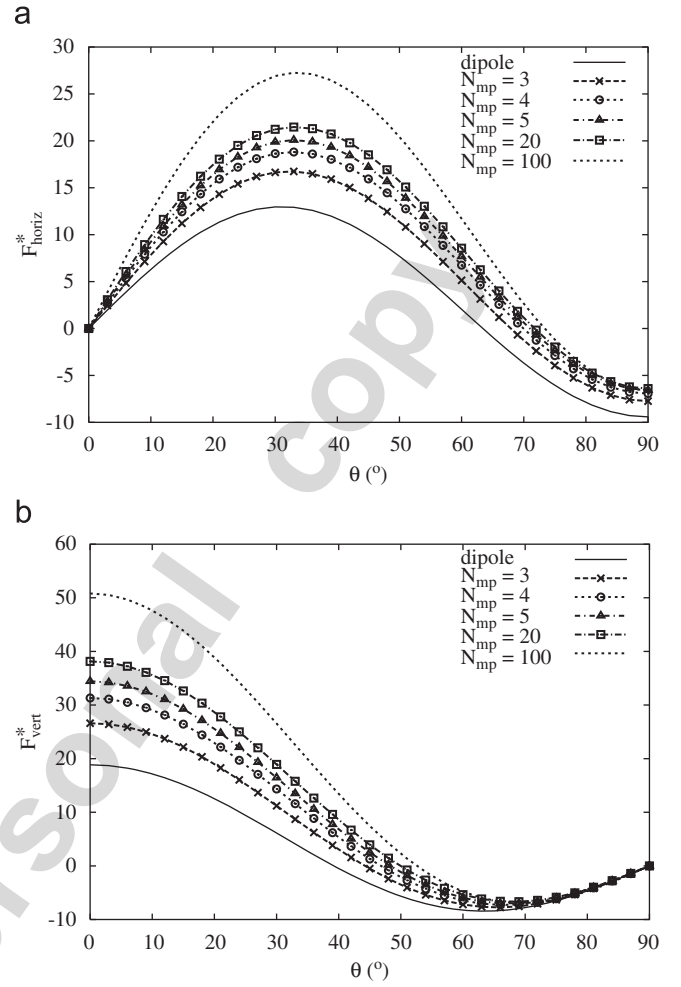 a
30
25
20
15
10
5
0
-5
-10
F*horiz
0 10 20 30 40 50 60 70 80 90
θ (o)
dipole
Nmp = 3
Nmp = 4
Nmp = 5
Nmp = 20
Nmp = 100
copy
b
60
50
40
30
20
10
0
-10
F*vert
0 10 20 30 40 50 60 70 80 90
θ (o)
dipole
Nmp = 3
Nmp = 4
Nmp = 5
Nmp = 20
Nmp = 100
ersonal